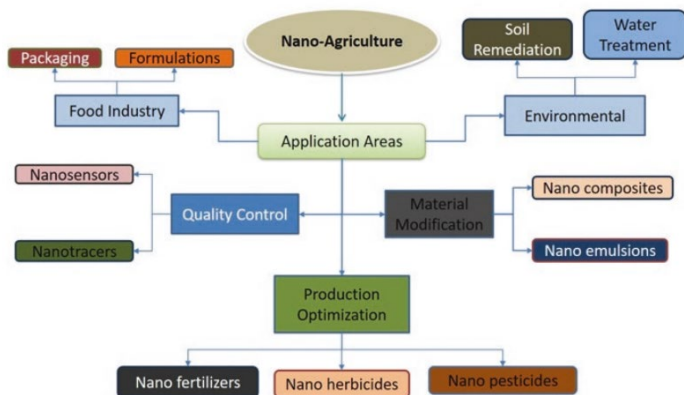 Nano-Agriculture
Soil
Remediation
Water
Treatment
Packaging
Formulations
Food Industry
Environmental
Application Areas
Nanosensors
Quality Control
Nanotracers
Material
Modification
Nano composites
Nano emulsions
Production
Optimization
Nano fertilizers
Nano herbicides
Nano pesticides